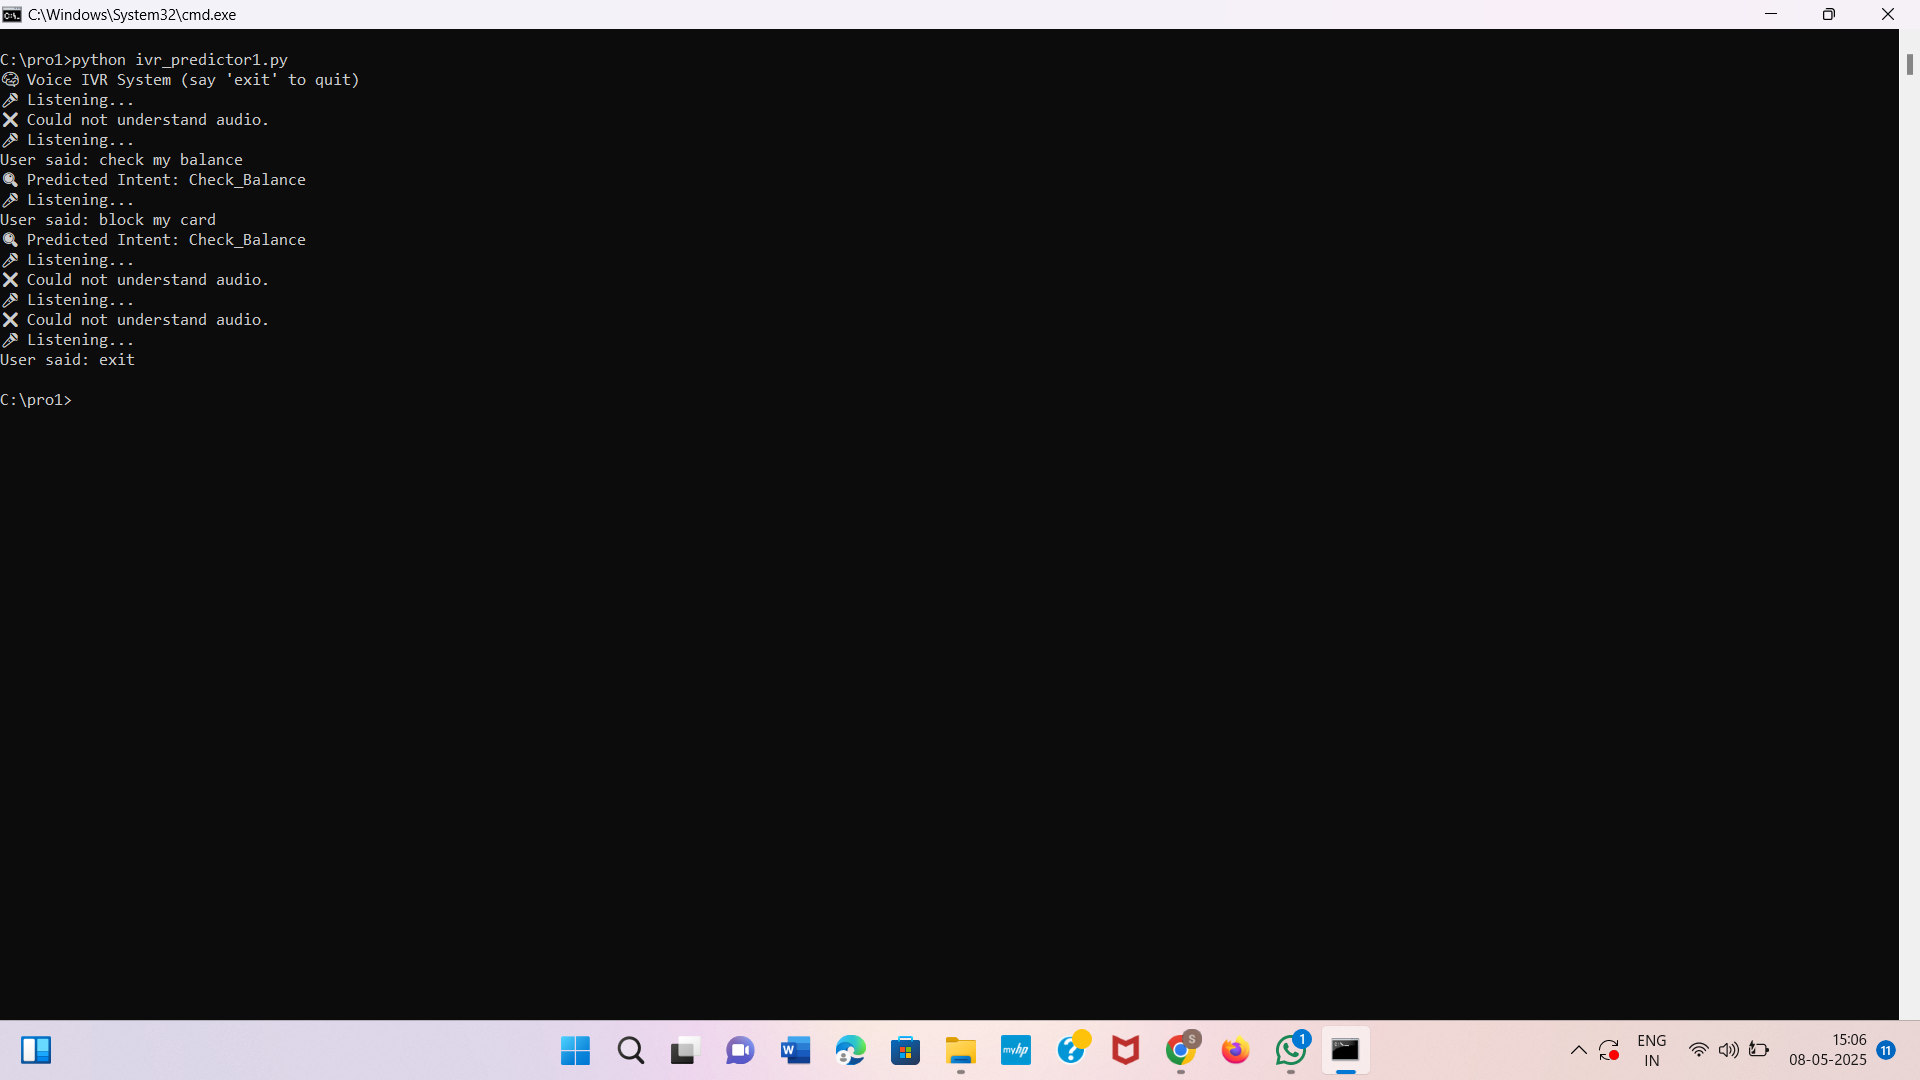 C:\Windows\System32\cmd.exe
C:\pro1>python ivr_predictor1.py
Voice IVR System (say 'exit' to quit)
Listening...
Could not understand audio.
Listening...
User said: check my balance
Predicted Intent: Check_Balance
Listening...
User said: block my card
Predicted Intent: Check_Balance
Listening...
Could not understand audio.
Listening...
Could not understand audio.
Listening...
User said: exit
C:\pro1>
W
myhp
?
S
1
ENG
IN
15:06
08-05-2025
11